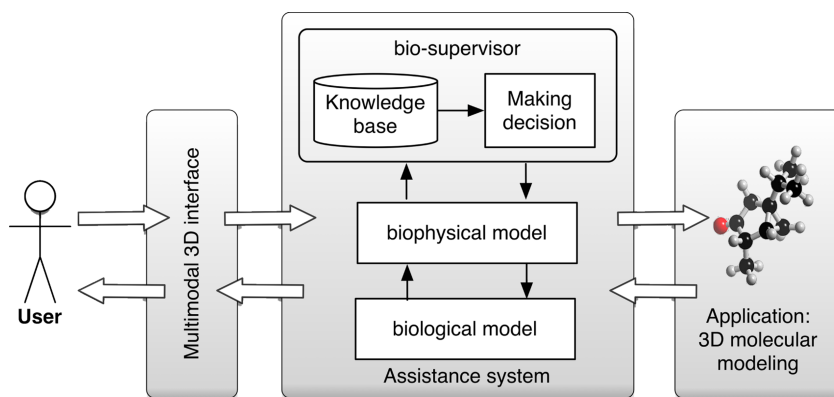 bio-supervisor
Knowledge
base
Making
decision
Multimodal 3D interface
biophysical model
User
biological model
Application:
3D molecular
modeling
Assistance system